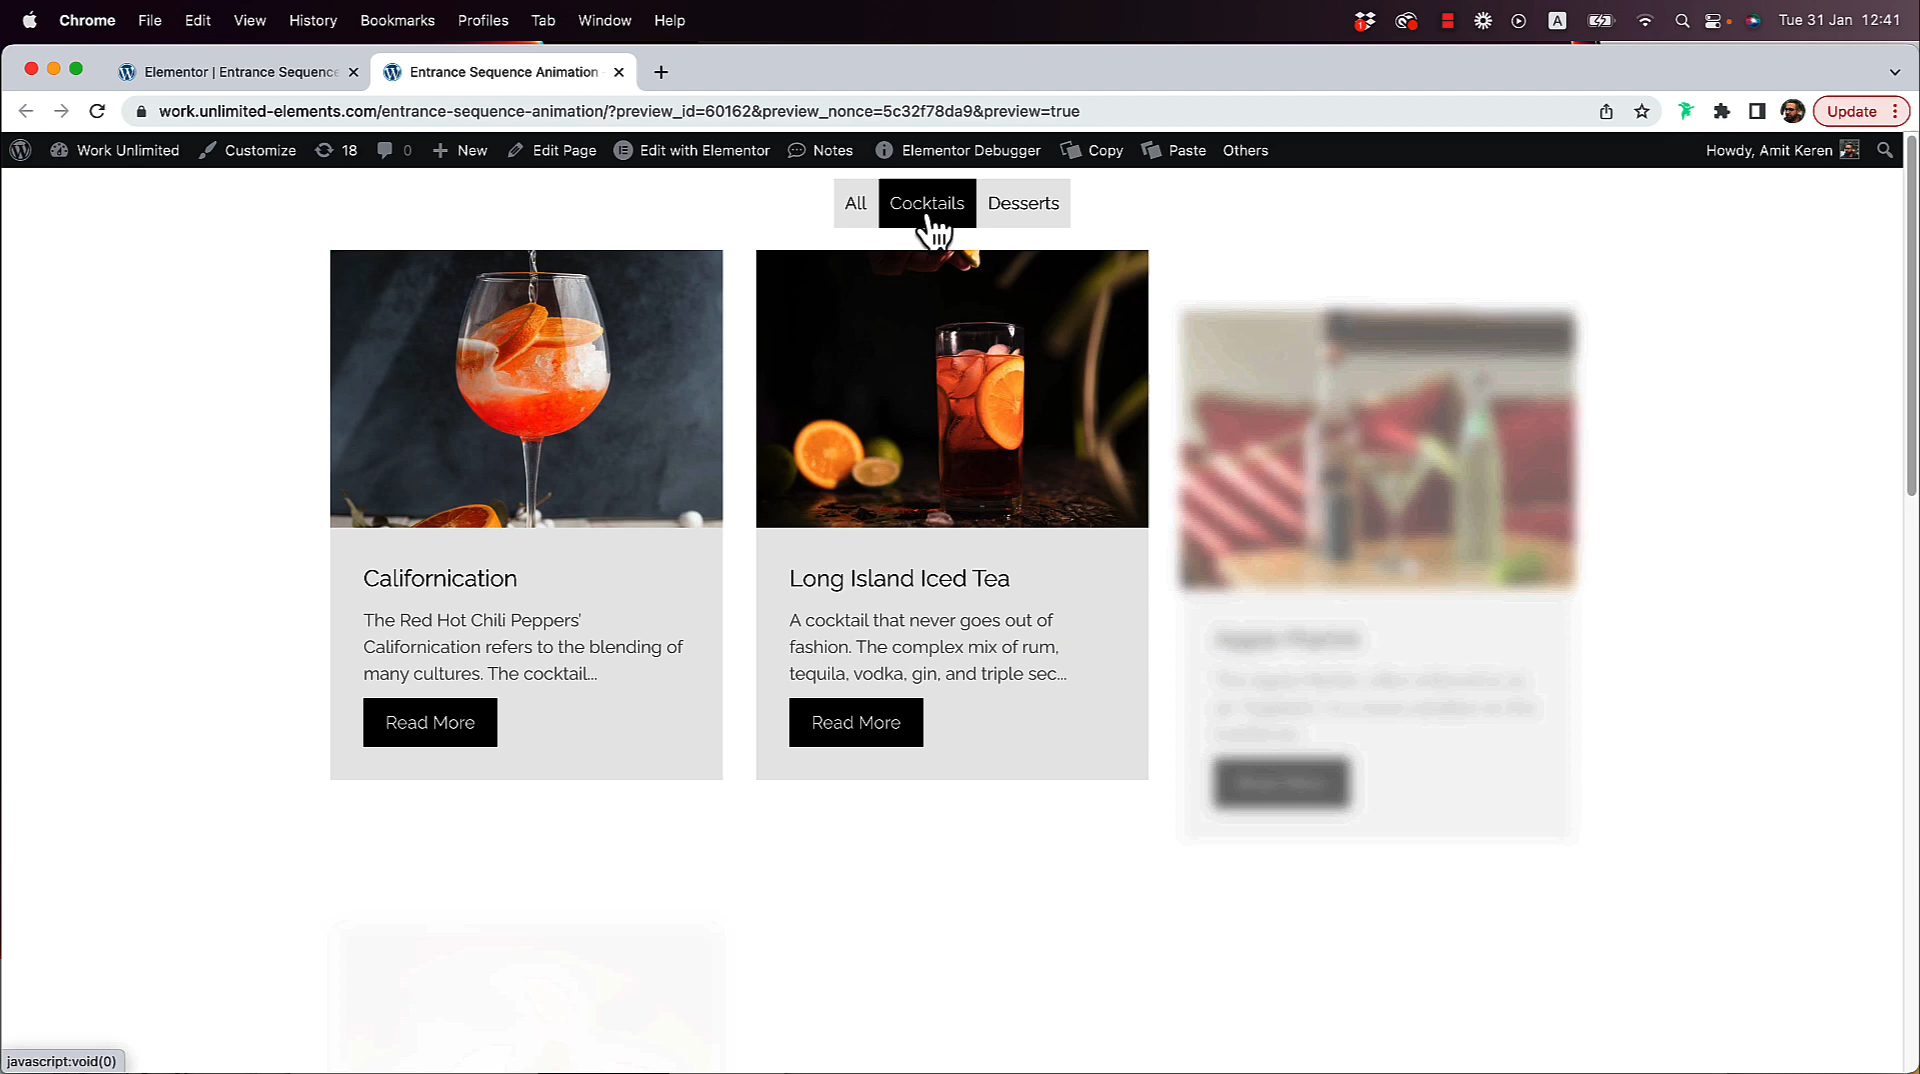 Chrome File Edit View History Bookmarks Profiles Tab Window Help
1 A Tue 31 Jan 12:41
Elementor | Entrance Sequence
Entrance Sequence Animation
work.unlimited-elements.com/entrance-sequence-animation/?preview_id=60162&preview_nonce=5c32f78da9&preview=true
Update
Work Unlimited Customize 18 0 New Edit Page Edit with Elementor Notes Elementor Debugger Copy Paste Others
Howdy, Amit Keren
All Cocktails Desserts
Californication
The Red Hot Chili Peppers'
Californication refers to the blending of
many cultures. The cocktail...
Read More
Long Island Iced Tea
A cocktail that never goes out of
fashion. The complex mix of rum,
tequila, vodka, gin, and triple sec...
Read More
javascript:void(0)